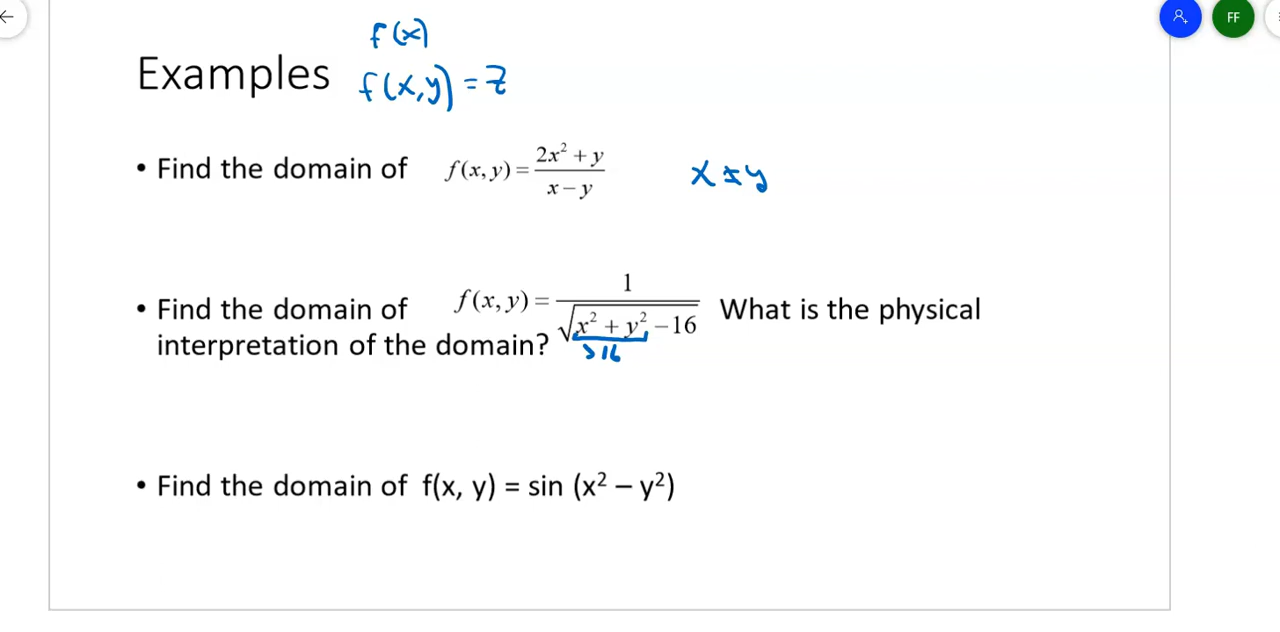 ←
FF
f(x)
Examples f(x,y) = z
• Find the domain of f(x,y) = (2x² + y)/(x − y) x ≠ y
• Find the domain of f(x,y) = 1/√(x² + y² − 16) What is the physical
interpretation of the domain? >16
• Find the domain of f(x, y) = sin (x² – y²)